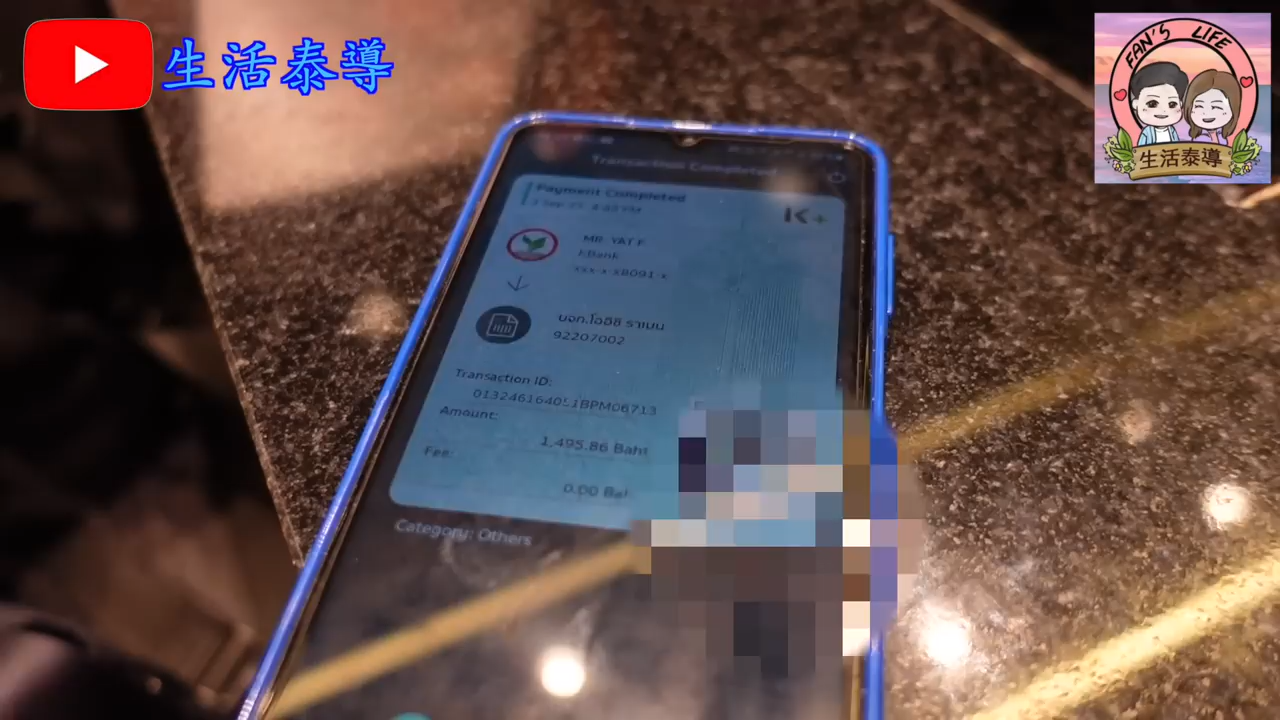 生活泰導
FAN'S LIFE
生活泰導
Transaction Completed
Payment Completed
K+
MR. YAT F
KBank
บจก.โออิชิ ราเมน
92207002
Transaction ID:
Amount:
1,495.86 Baht
Fee:
0.00
Category: Others